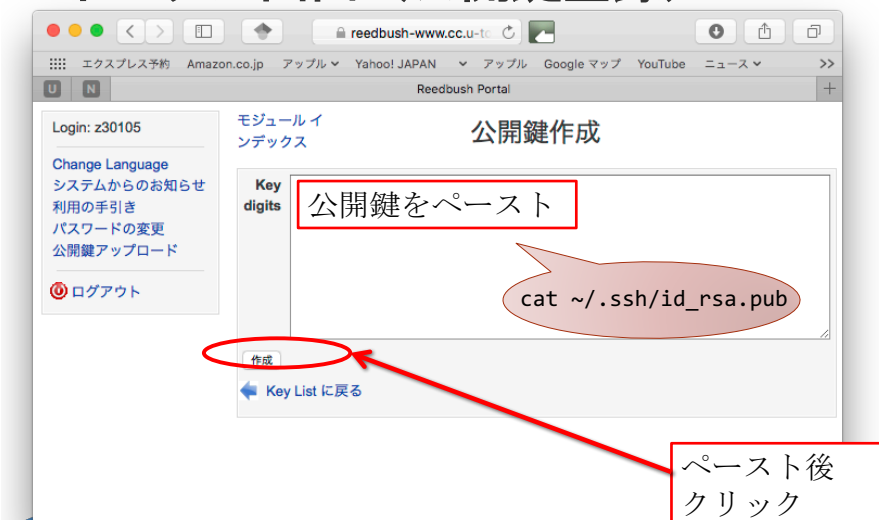 reedbush-www.cc.u-to
エクスプレス予約 Amazon.co.jp アップル Yahoo! JAPAN アップル Google マップ YouTube ニュース >>
U N Reedbush Portal +
Login: z30105
Change Language
システムからのお知らせ
利用の手引き
パスワードの変更
公開鍵アップロード
ログアウト
モジュール イ
ンデックス
公開鍵作成
Key
digits
公開鍵をペースト
cat ~/.ssh/id_rsa.pub
作成
Key List に戻る
ペースト後
クリック